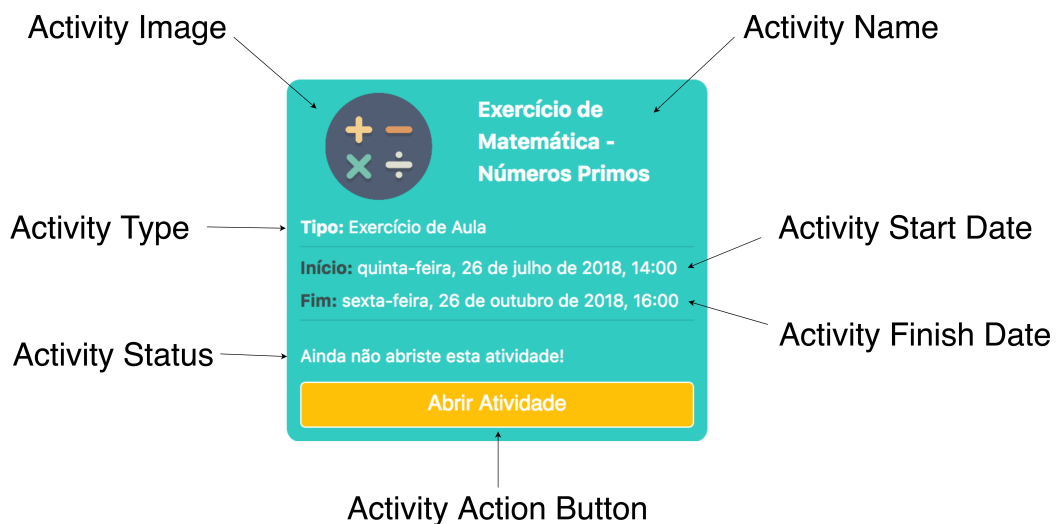 Activity Image
Activity Name
Exercício de
Matemática -
Números Primos
Activity Type
Tipo: Exercício de Aula
Activity Start Date
Início: quinta-feira, 26 de julho de 2018, 14:00
Fim: sexta-feira, 26 de outubro de 2018, 16:00
Activity Finish Date
Activity Status
Ainda não abriste esta atividade!
Abrir Atividade
Activity Action Button